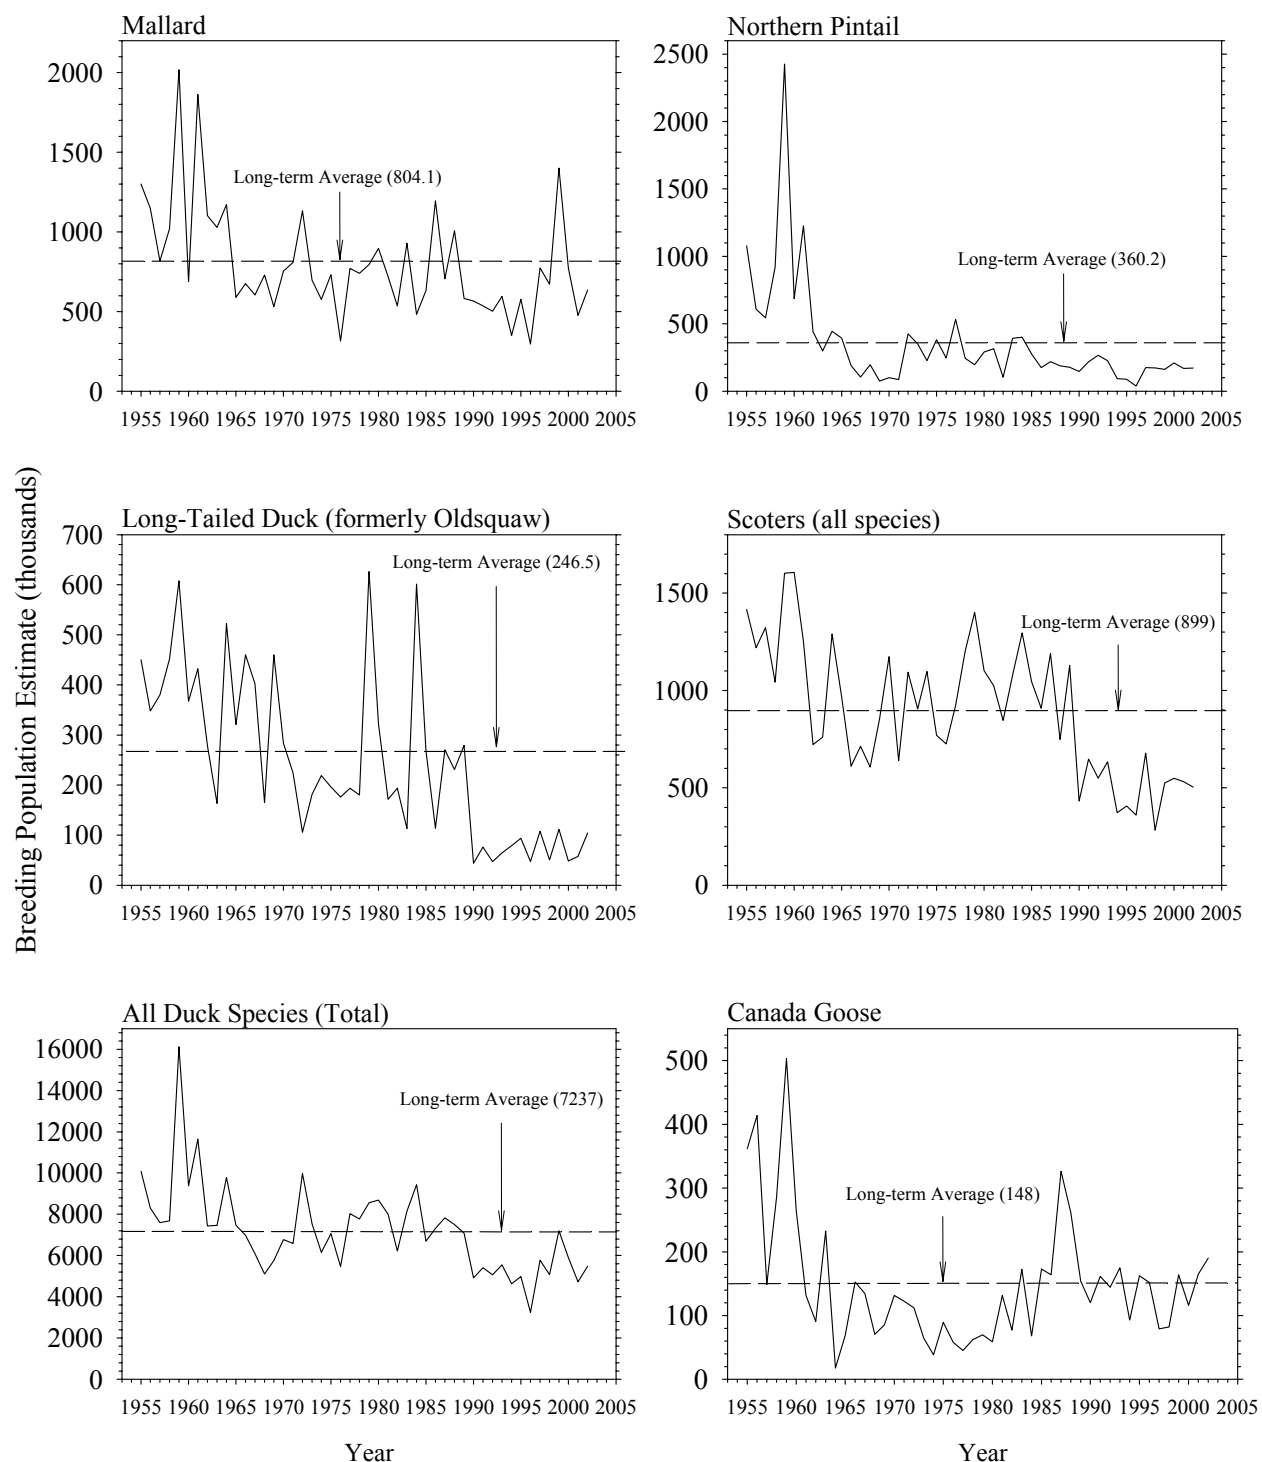 Mallard
2000
1500
1000
500
0
Long-term Average (804.1)
1955 1960 1965 1970 1975 1980 1985 1990 1995 2000 2005
Northern Pintail
2500
2000
1500
1000
500
0
Long-term Average (360.2)
1955 1960 1965 1970 1975 1980 1985 1990 1995 2000 2005
Breeding Population Estimate (thousands)
Long-Tailed Duck (formerly Oldsquaw)
700
600
500
400
300
200
100
0
Long-term Average (246.5)
1955 1960 1965 1970 1975 1980 1985 1990 1995 2000 2005
Scoters (all species)
1500
1000
500
0
Long-term Average (899)
1955 1960 1965 1970 1975 1980 1985 1990 1995 2000 2005
All Duck Species (Total)
16000
14000
12000
10000
8000
6000
4000
2000
0
Long-term Average (7237)
1955 1960 1965 1970 1975 1980 1985 1990 1995 2000 2005
Year
Canada Goose
500
400
300
200
100
0
Long-term Average (148)
1955 1960 1965 1970 1975 1980 1985 1990 1995 2000 2005
Year